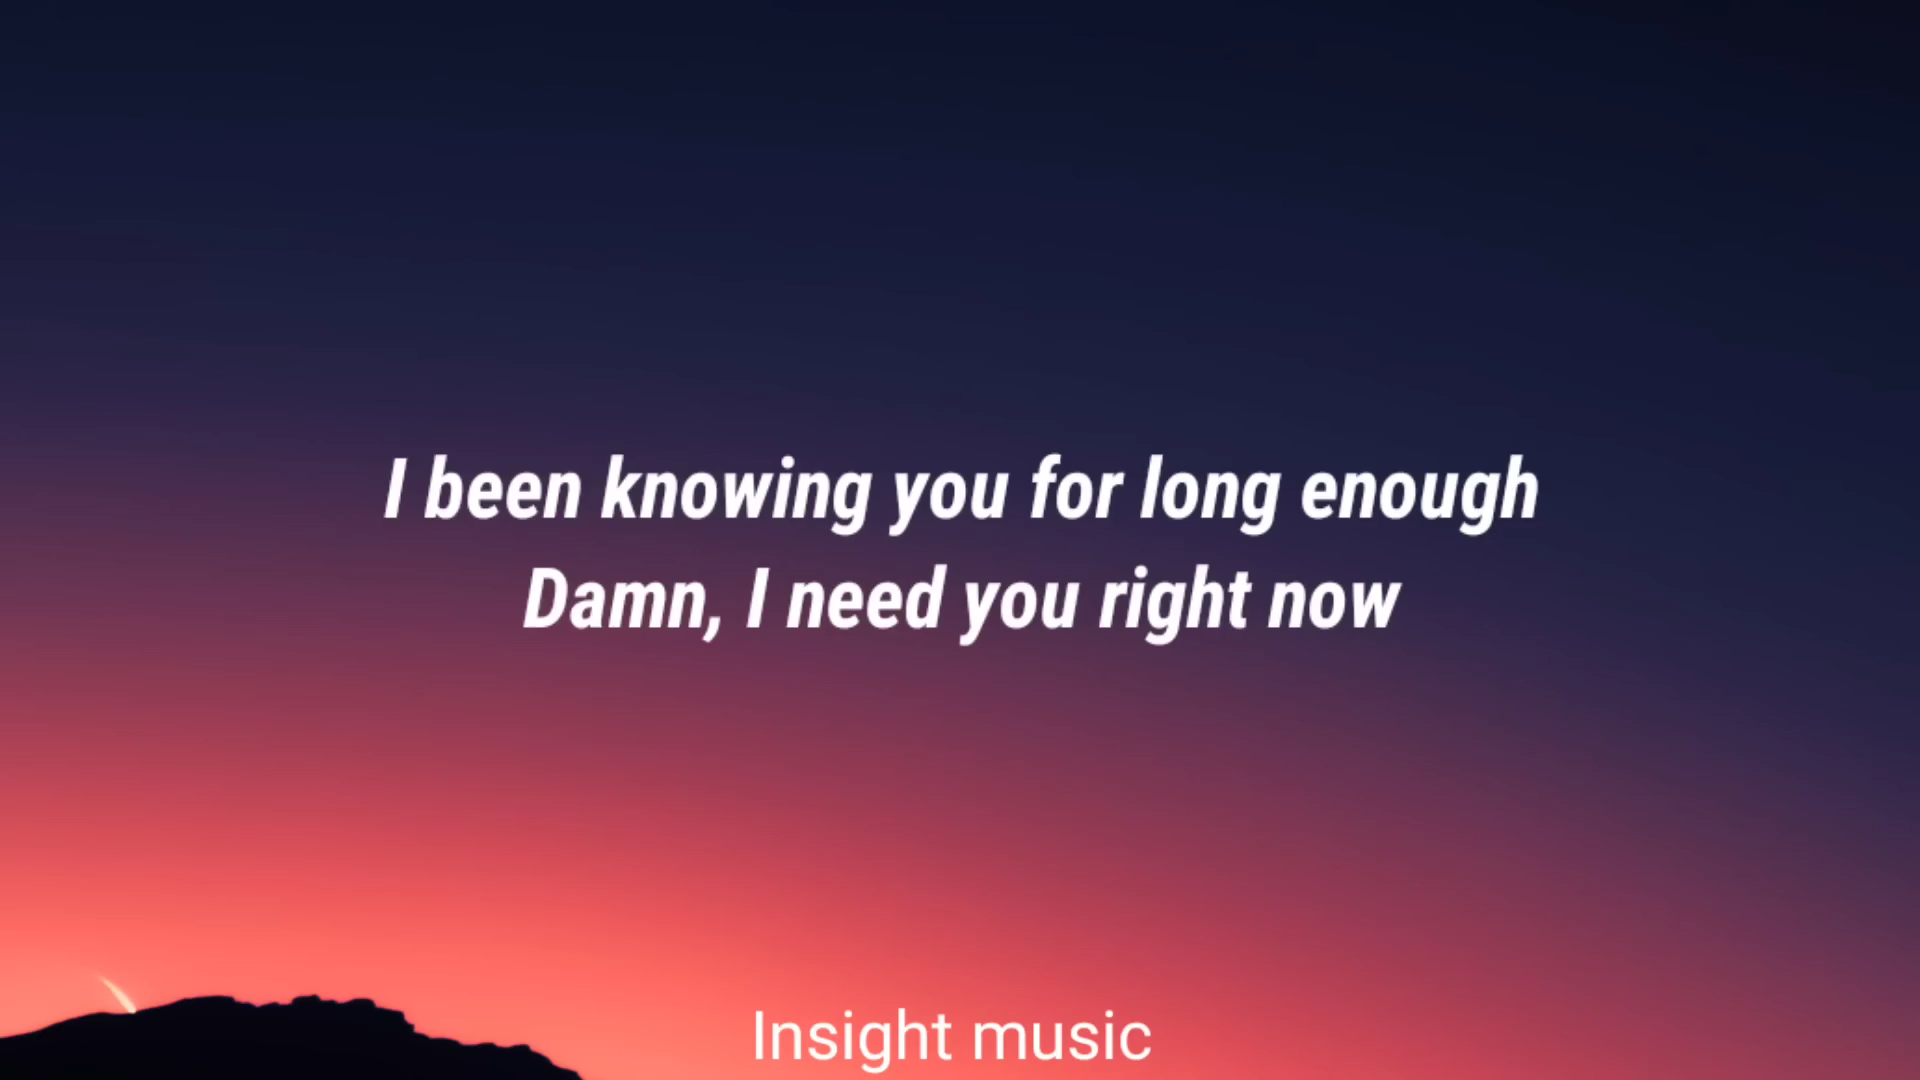 I been knowing you for long enough
Damn, I need you right now
Insight music